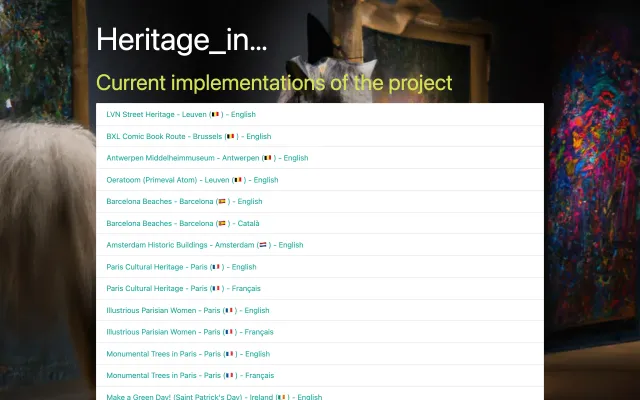 Heritage_in...
Current implementations of the project
LVN Street Heritage - Leuven (🇧🇪 ) - English
BXL Comic Book Route - Brussels (🇧🇪 ) - English
Antwerpen Middelheimmuseum - Antwerpen (🇧🇪 ) - English
Oeratoom (Primeval Atom) - Leuven (🇧🇪 ) - English
Barcelona Beaches - Barcelona (🇪🇸 ) - English
Barcelona Beaches - Barcelona (🇪🇸 ) - Català
Amsterdam Historic Buildings - Amsterdam (🇳🇱 ) - English
Paris Cultural Heritage - Paris (🇫🇷 ) - English
Paris Cultural Heritage - Paris (🇫🇷 ) - Français
Illustrious Parisian Women - Paris (🇫🇷 ) - English
Illustrious Parisian Women - Paris (🇫🇷 ) - Français
Monumental Trees in Paris - Paris (🇫🇷 ) - English
Monumental Trees in Paris - Paris (🇫🇷 ) - Français
Make a Green Day! (Saint Patrick's Day) - Ireland (🇮🇪 ) - English